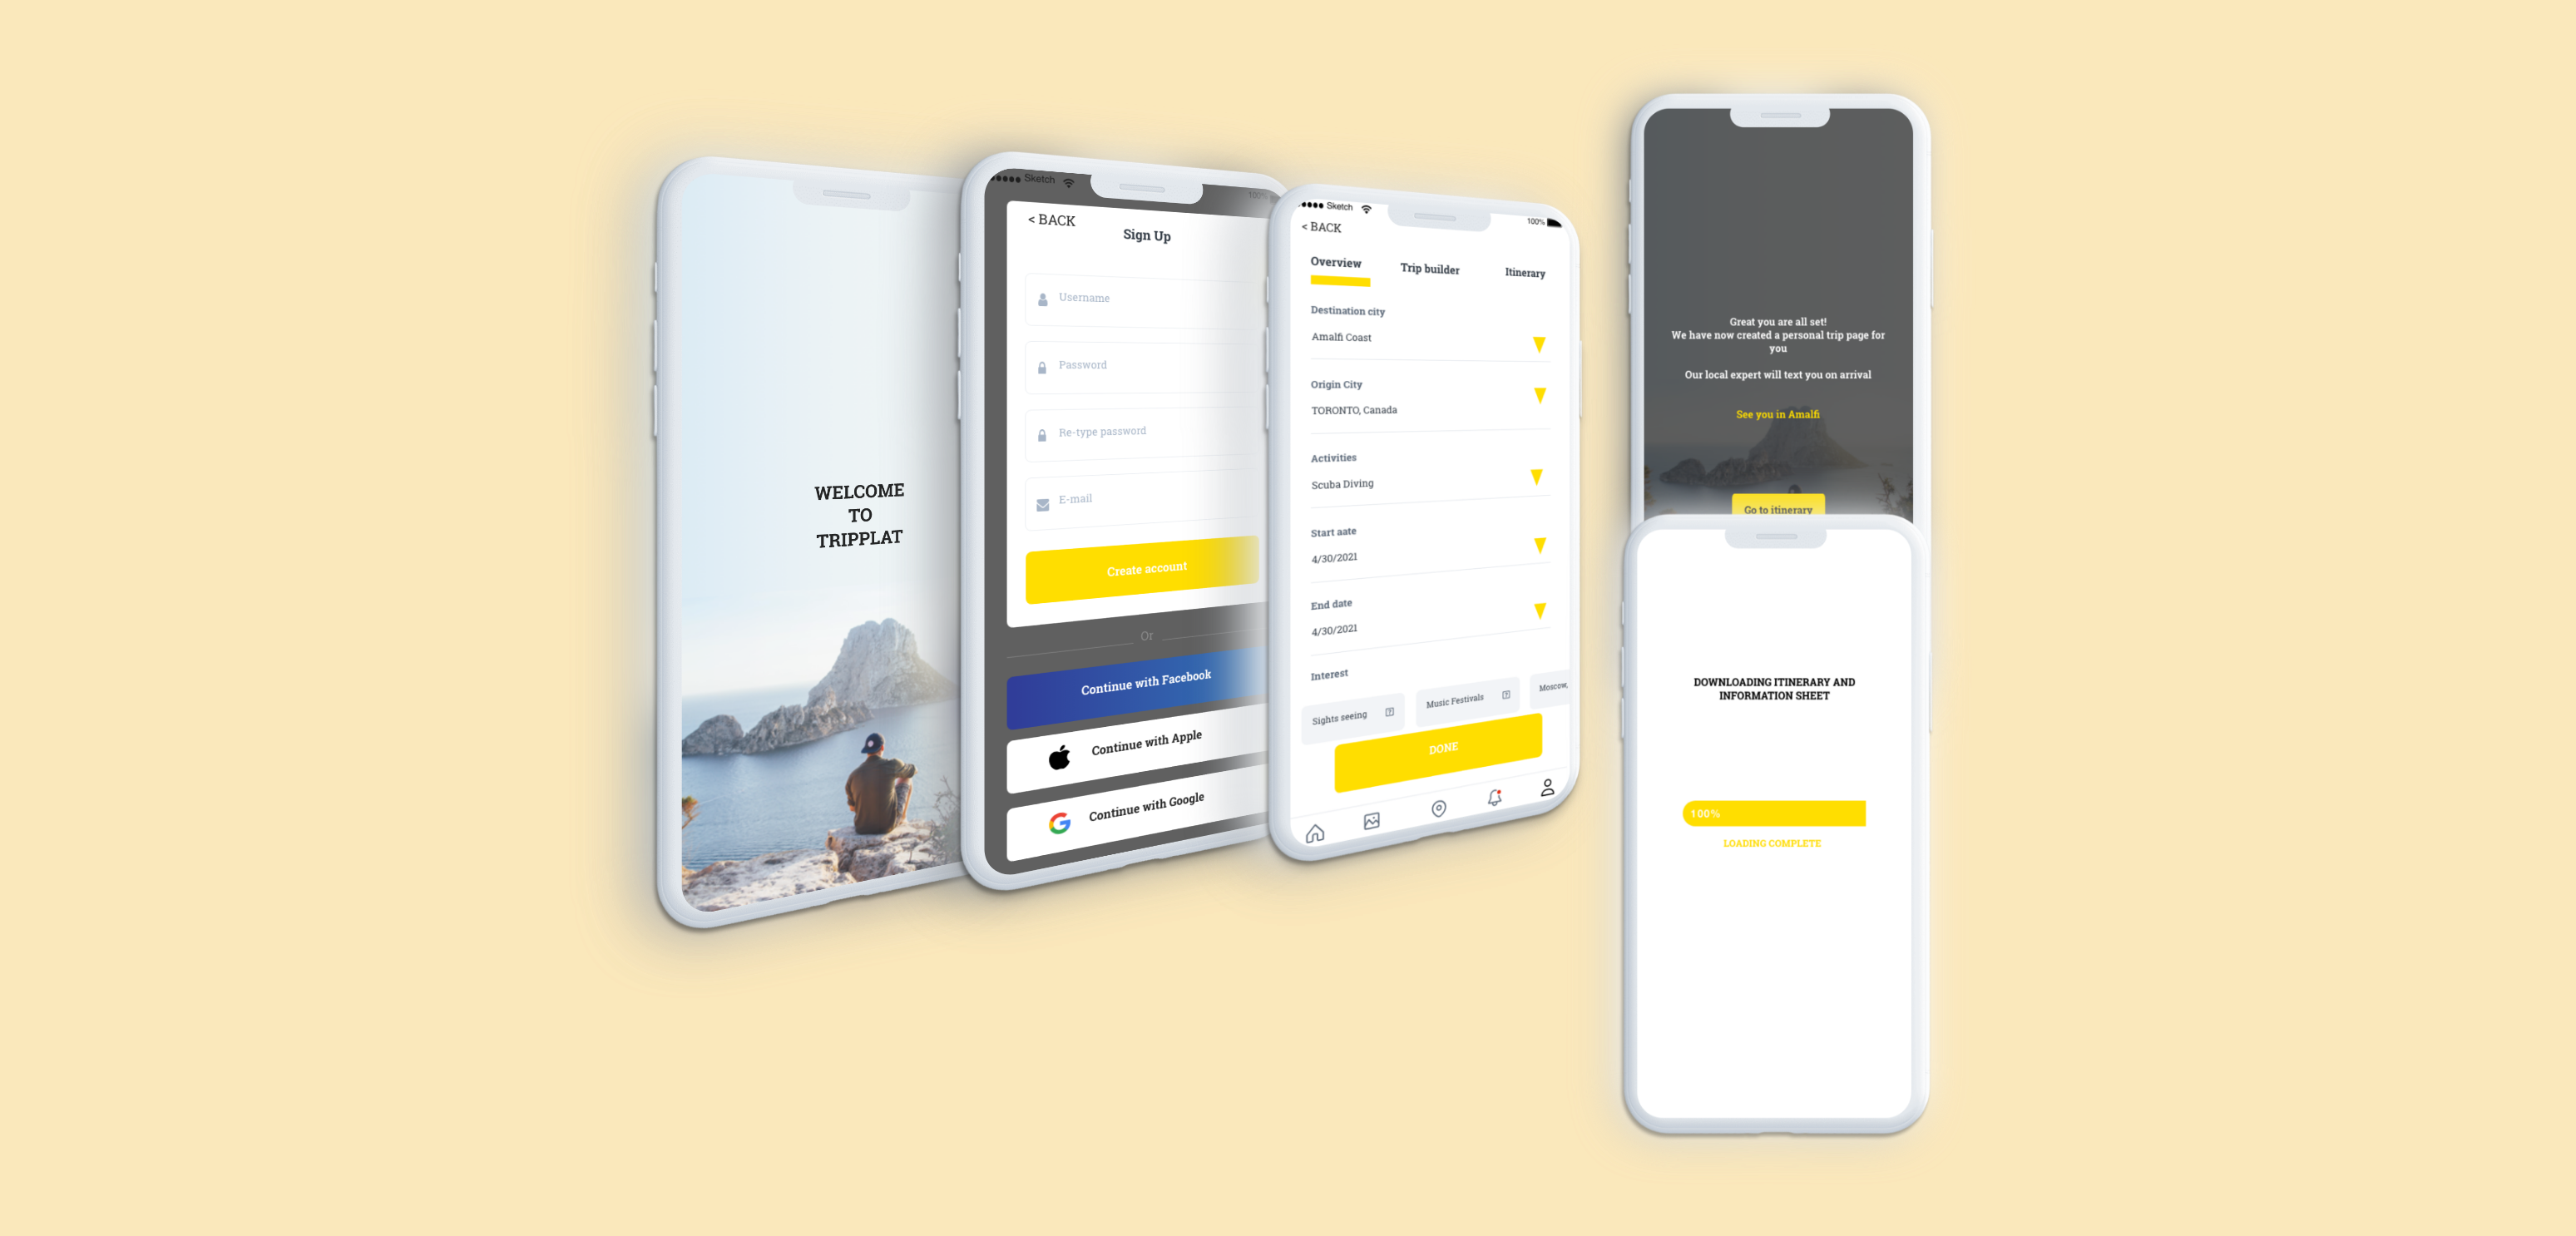 WELCOME
TO
TRIPPLAT
Sketch
100%
< BACK
Sign Up
Username
Password
Re-type password
E-mail
Create account
Or
Continue with Facebook
Continue with Apple
Continue with Google
Sketch
100%
< BACK
Overview
Trip builder
Itinerary
Destination city
Amalfi Coast
Origin City
TORONTO, Canada
Activities
Scuba Diving
Start aate
4/30/2021
End date
4/30/2021
Interest
Sights seeing
Music Festivals
Moscow,
DONE
Great you are all set!
We have now created a personal trip page for
you
Our local expert will text you on arrival
See you in Amalfi
Go to itinerary
DOWNLOADING ITINERARY AND
INFORMATION SHEET
100%
LOADING COMPLETE